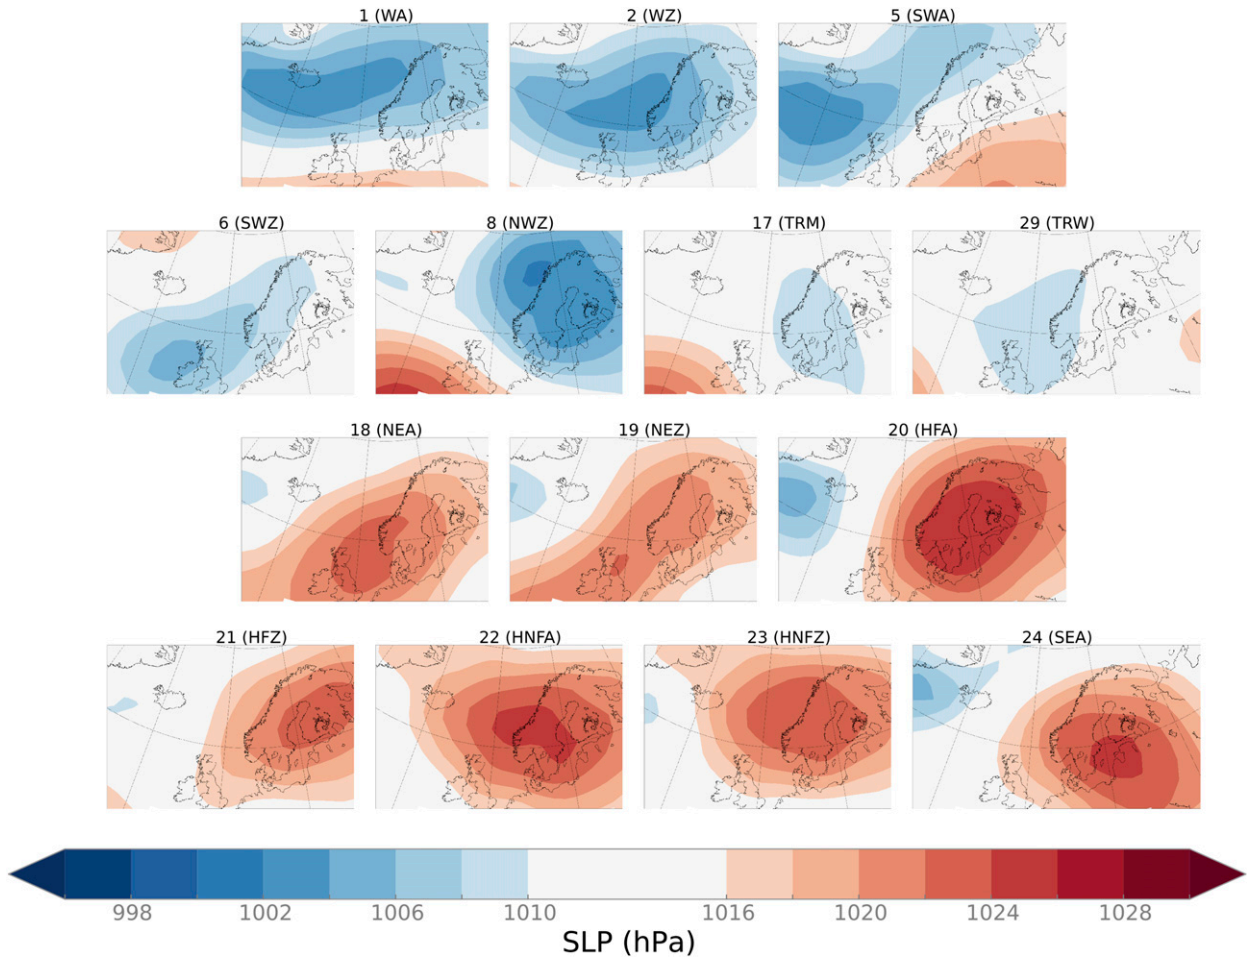 1 (WA) 2 (WZ) 5 (SWA)
6 (SWZ) 8 (NWZ) 17 (TRM) 29 (TRW)
18 (NEA) 19 (NEZ) 20 (HFA)
21 (HFZ) 22 (HNFA) 23 (HNFZ) 24 (SEA)
998 1002 1006 1010 1016 1020 1024 1028
SLP (hPa)